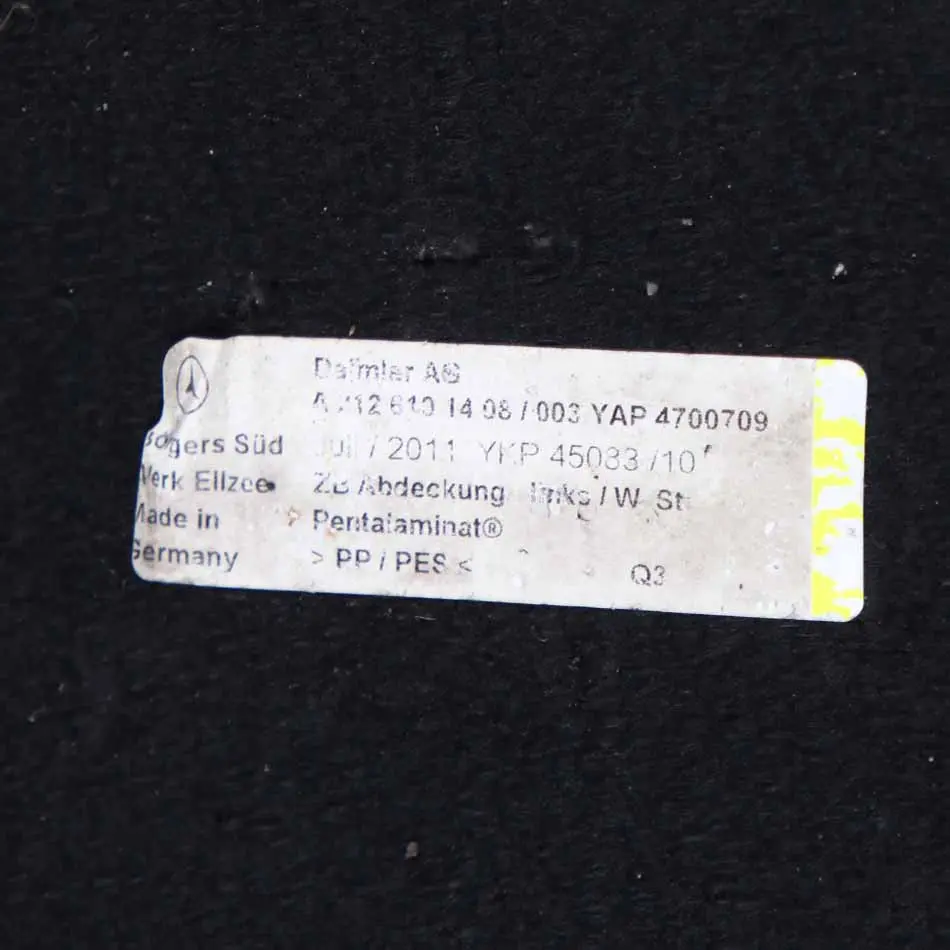 Daimler AG
A 212 610 14 08 / 003 YAP 4700709
Juli / 2011 YKP 45083 /10
ZB Abdeckung links / W St
Pentalaminat®
> PP / PES <
Q3
Bogers Süd
Werk Ellzee
Made in
Germany